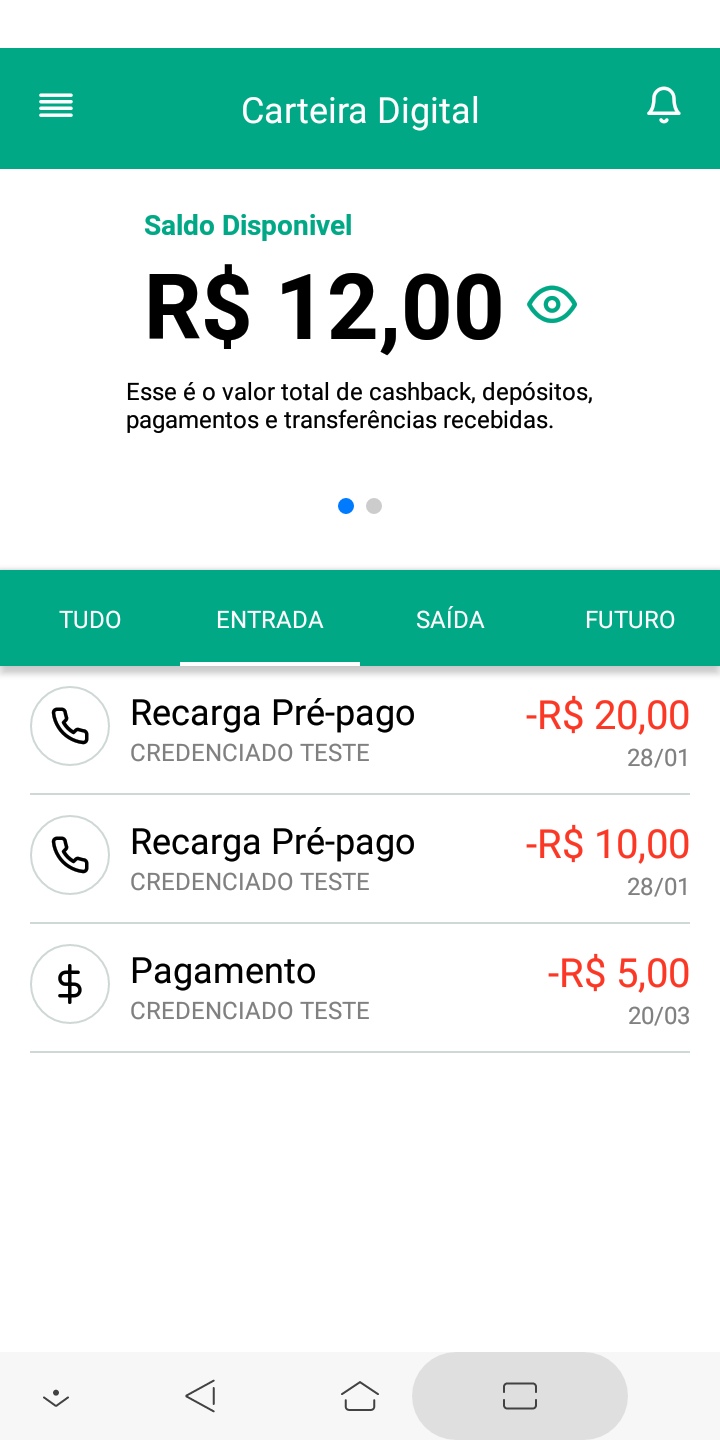 Carteira Digital
Saldo Disponivel
R$ 12,00
Esse é o valor total de cashback, depósitos,
pagamentos e transferências recebidas.
TUDO ENTRADA SAÍDA FUTURO
Recarga Pré-pago -R$ 20,00
CREDENCIADO TESTE 28/01
Recarga Pré-pago -R$ 10,00
CREDENCIADO TESTE 28/01
Pagamento -R$ 5,00
CREDENCIADO TESTE 20/03